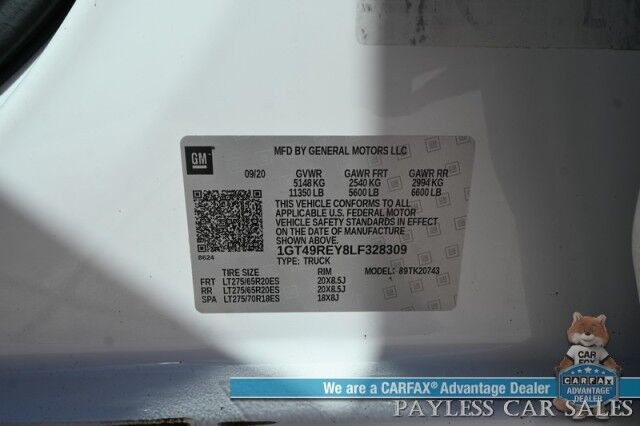 GM
MFD BY GENERAL MOTORS LLC
09/20 GVWR GAWR FRT GAWR RR
5148 KG 2540 KG 2994 KG
11350 LB 5600 LB 6600 LB
THIS VEHICLE CONFORMS TO ALL
APPLICABLE U.S. FEDERAL MOTOR
VEHICLE SAFETY STANDARDS IN EFFECT
ON THE DATE OF MANUFACTURE
SHOWN ABOVE.
1GT49REY8LF328309
8624 TYPE: TRUCK
TIRE SIZE RIM MODEL: 89TK20743
FRT LT275/65R20ES 20X8.5J
RR LT275/65R20ES 20X8.5J
SPA LT275/70R18ES 18X8J
CAR
FOX
CARFAX
ADVANTAGE
DEALER
We are a CARFAX® Advantage Dealer
PAYLESS CAR SALES